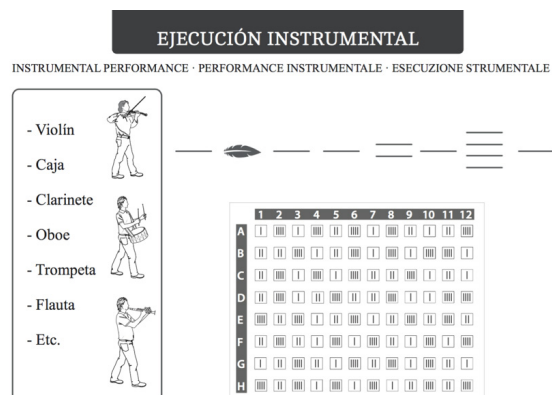 EJECUCIÓN INSTRUMENTAL
INSTRUMENTAL PERFORMANCE · PERFORMANCE INSTRUMENTALE · ESECUZIONE STRUMENTALE
- Violín
- Caja
- Clarinete
- Oboe
- Trompeta
- Flauta
- Etc.
1 2 3 4 5 6 7 8 9 10 11 12
A
B
C
D
E
F
G
H